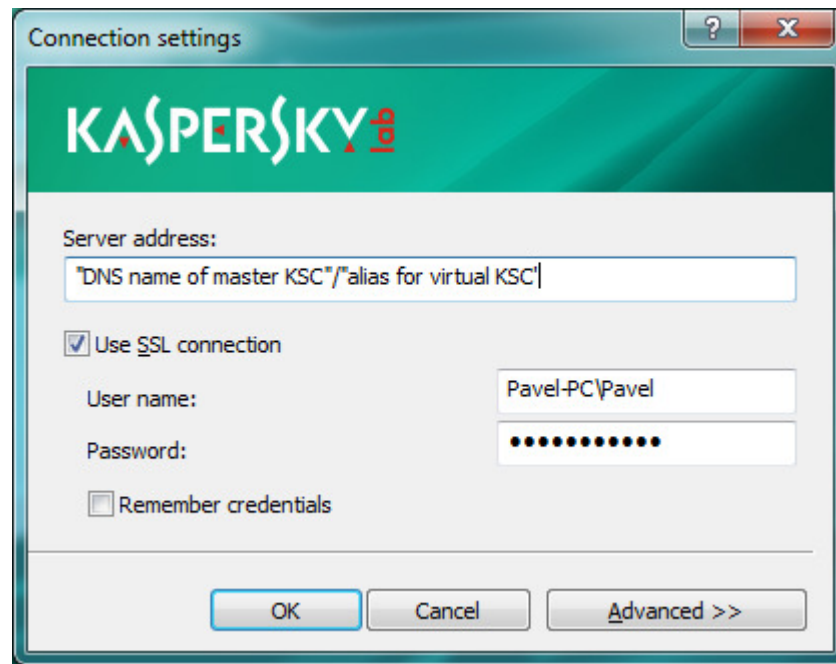 Connection settings
?
X
KASPERSKY lab
Server address:
"DNS name of master KSC"/"alias for virtual KSC'
Use SSL connection
User name: Pavel-PC\Pavel
Password: ●●●●●●●●●●●
Remember credentials
OK Cancel Advanced >>